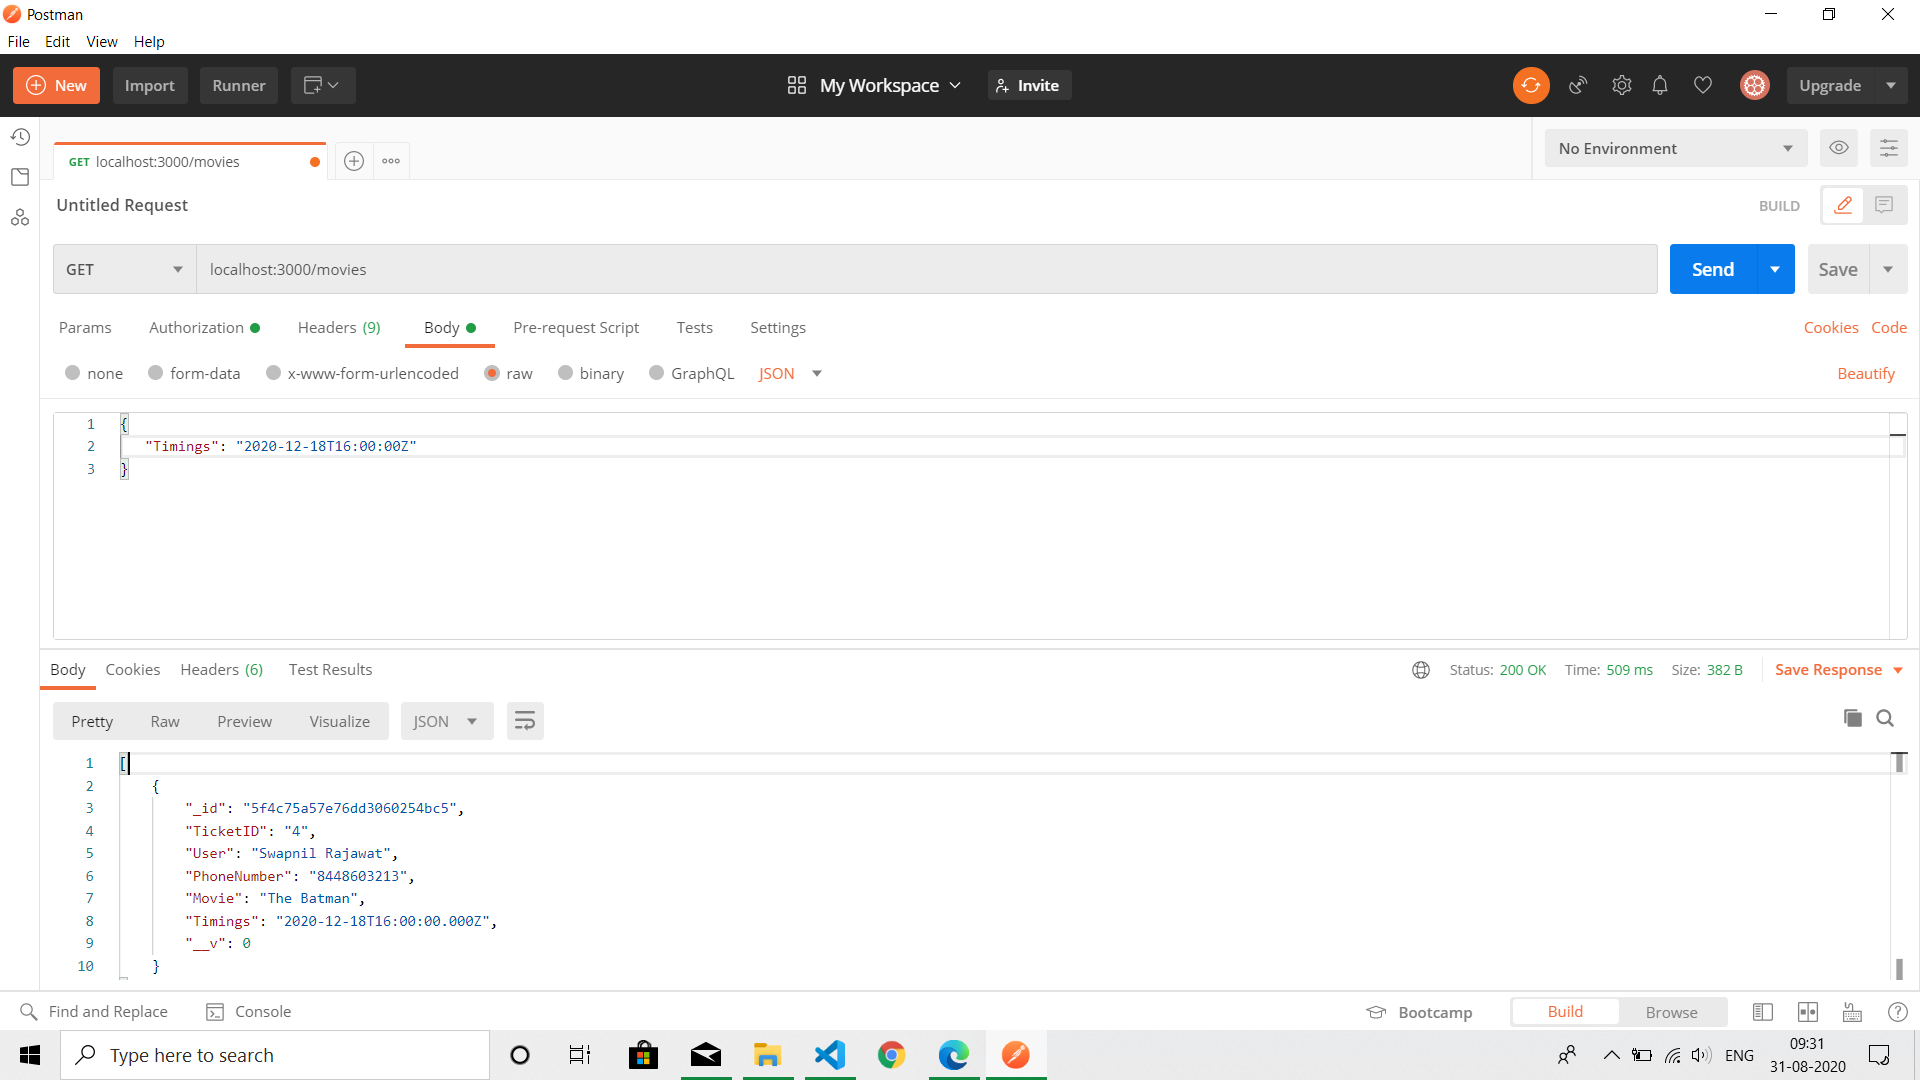 Postman
File Edit View Help
New Import Runner My Workspace Invite Upgrade
GET localhost:3000/movies No Environment
Untitled Request BUILD
GET localhost:3000/movies Send Save
Params Authorization Headers (9) Body Pre-request Script Tests Settings Cookies Code
none form-data x-www-form-urlencoded raw binary GraphQL JSON Beautify
1 {
2 "Timings": "2020-12-18T16:00:00Z"
3 }
Body Cookies Headers (6) Test Results Status: 200 OK Time: 509 ms Size: 382 B Save Response
Pretty Raw Preview Visualize JSON
1 [
2 {
3 "_id": "5f4c75a57e76dd3060254bc5",
4 "TicketID": "4",
5 "User": "Swapnil Rajawat",
6 "PhoneNumber": "8448603213",
7 "Movie": "The Batman",
8 "Timings": "2020-12-18T16:00:00.000Z",
9 "__v": 0
10 }
Find and Replace Console Bootcamp Build Browse
Type here to search ENG 09:31
31-08-2020